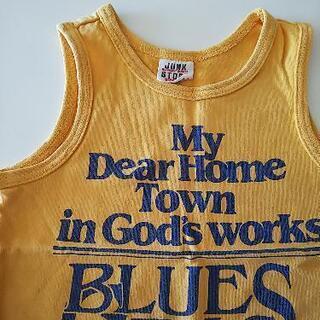 JUNK
STORE
My
Dear Home
Town
in God's works
BLUES